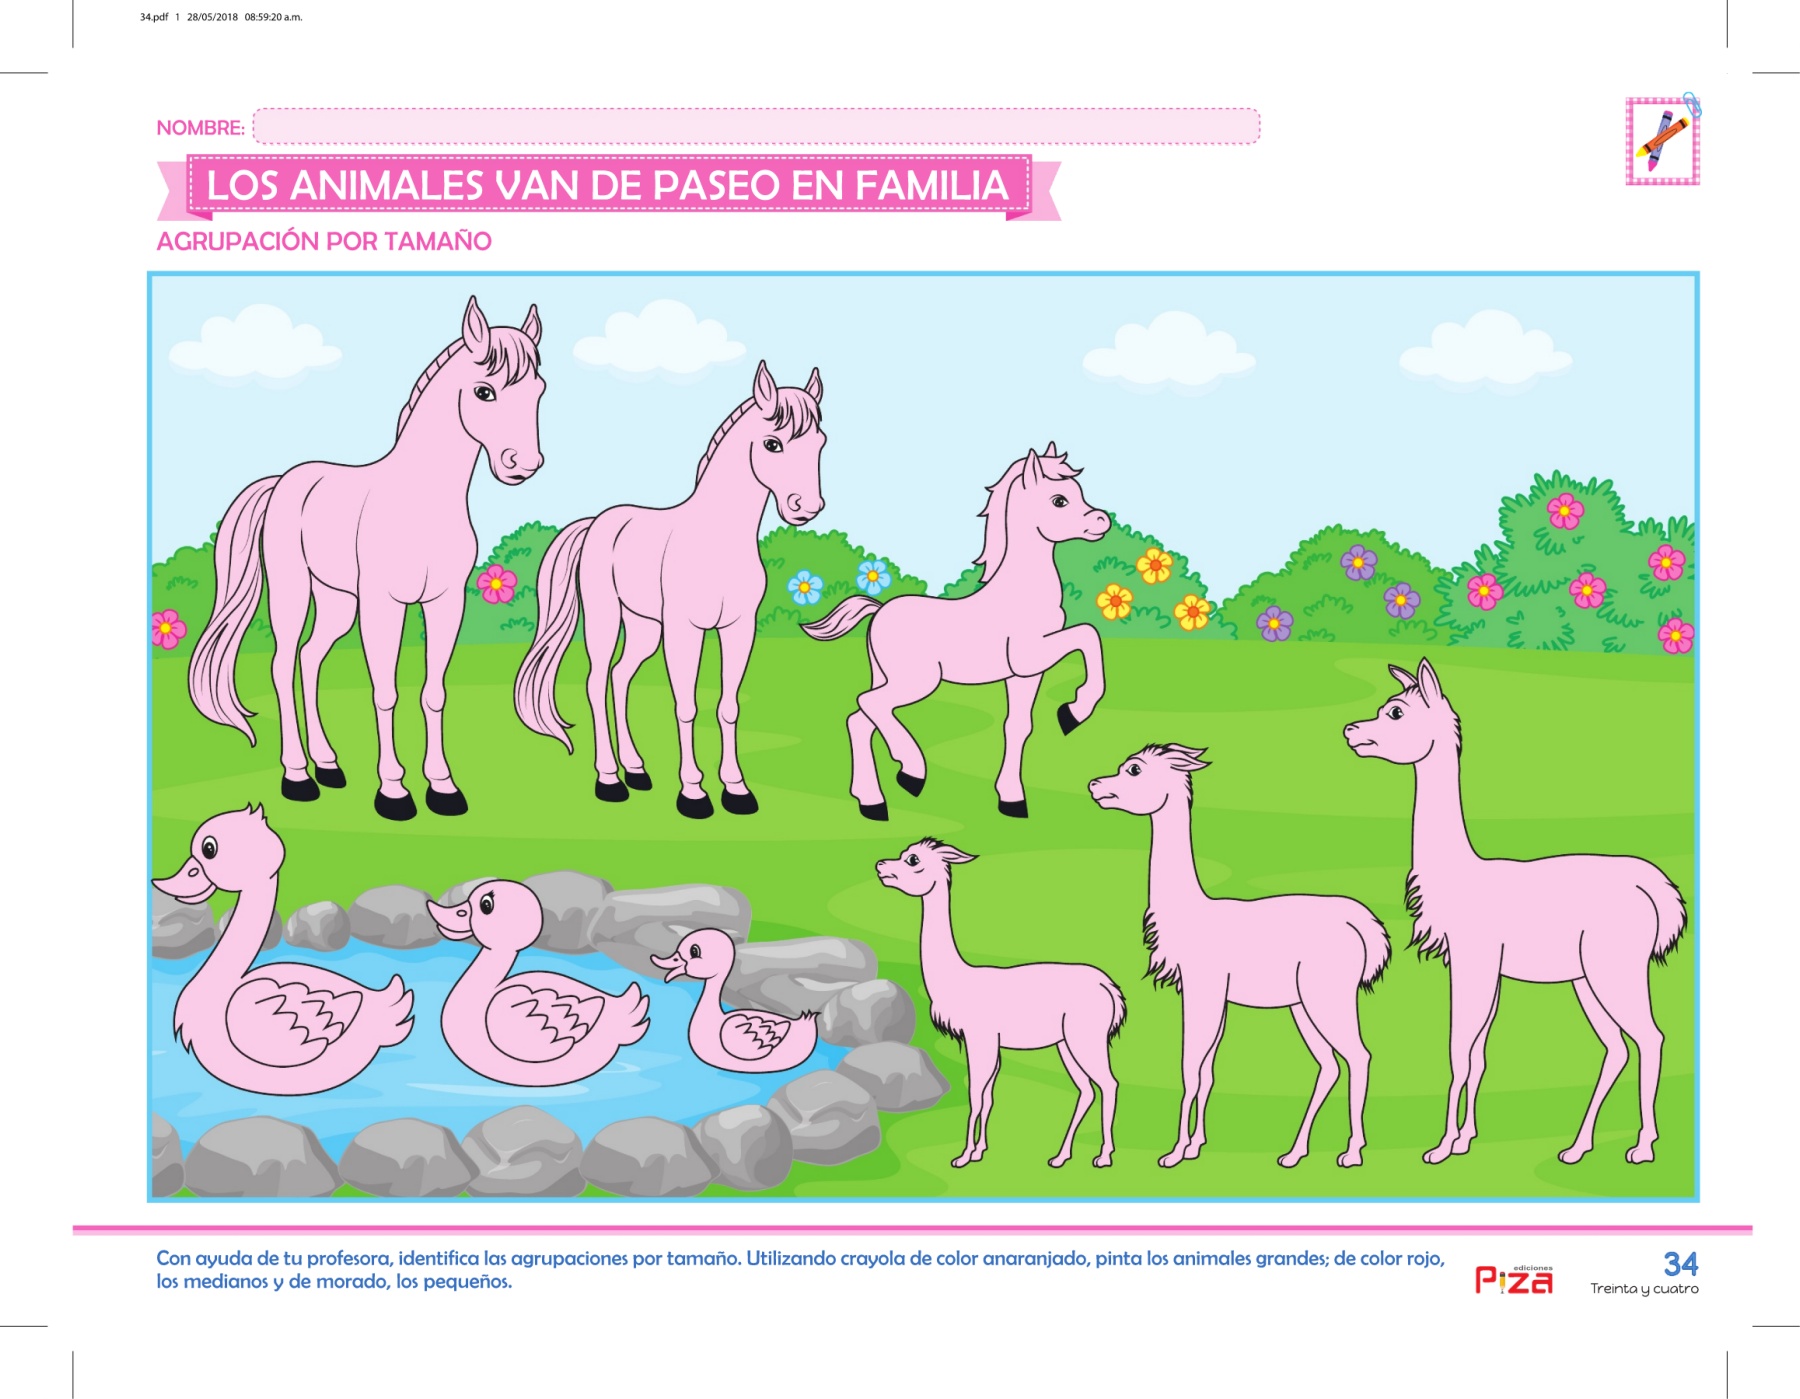 34.pdf 1 28/05/2018 08:59:20 a.m.
NOMBRE:
LOS ANIMALES VAN DE PASEO EN FAMILIA
AGRUPACIÓN POR TAMAÑO
Con ayuda de tu profesora, identifica las agrupaciones por tamaño. Utilizando crayola de color anaranjado, pinta los animales grandes; de color rojo,
los medianos y de morado, los pequeños.
ediciones
Piza
34
Treinta y cuatro